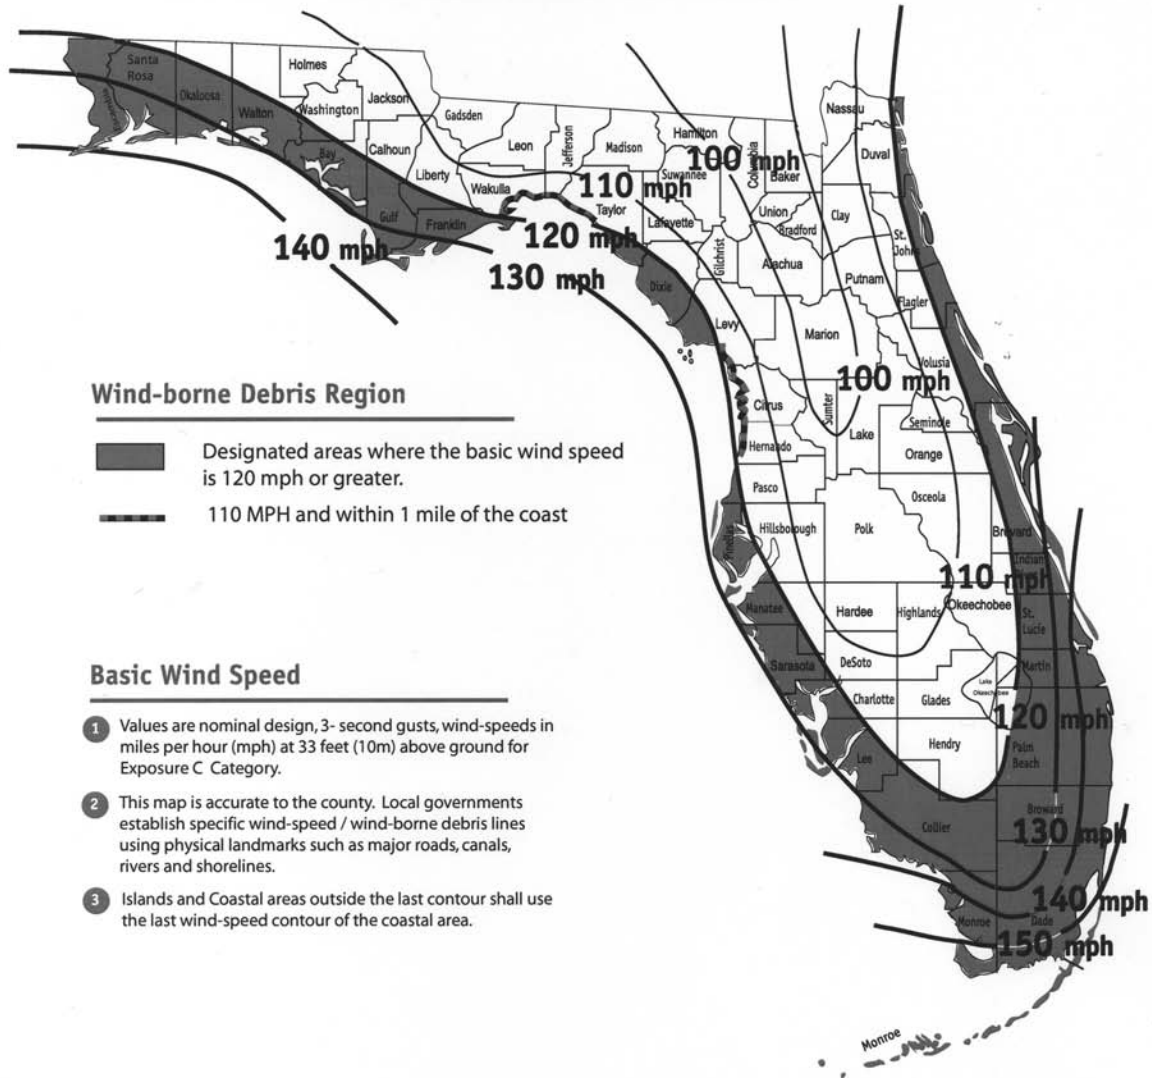 Santa
Rosa
Holmes
Okaloosa
Walton
Washington
Jackson
Bay
Calhoun
Gadsden
Liberty
Leon
Wakulla
Jefferson
Madison
Hamilton
Suwannee
Columbia
Baker
Nassau
Duval
Gulf
Franklin
Taylor
Lafayette
Union
Bradford
Clay
St.
John
Gilchrist
Alachua
Putnam
Flagler
Dixie
Levy
Marion
Volusia
100 mph
110 mph
120 mph
130 mph
140 mph
100 mph
Wind-borne Debris Region
Designated areas where the basic wind speed
is 120 mph or greater.
110 MPH and within 1 mile of the coast
Citrus
Sumter
Lake
Seminole
Hernando
Orange
Pasco
Osceola
Hillsborough
Pinellas
Polk
Brevard
Indian
110 mph
Manatee
Hardee
Highlands
Okeechobee
St.
Lucie
Sarasota
DeSoto
Martin
Lake
Okeechobee
Charlotte
Glades
120 mph
Lee
Hendry
Palm
Beach
Collier
Broward
130 mph
140 mph
Monroe
Dade
150 mph
Monroe
Basic Wind Speed
1 Values are nominal design, 3- second gusts, wind-speeds in
miles per hour (mph) at 33 feet (10m) above ground for
Exposure C Category.
2 This map is accurate to the county. Local governments
establish specific wind-speed / wind-borne debris lines
using physical landmarks such as major roads, canals,
rivers and shorelines.
3 Islands and Coastal areas outside the last contour shall use
the last wind-speed contour of the coastal area.